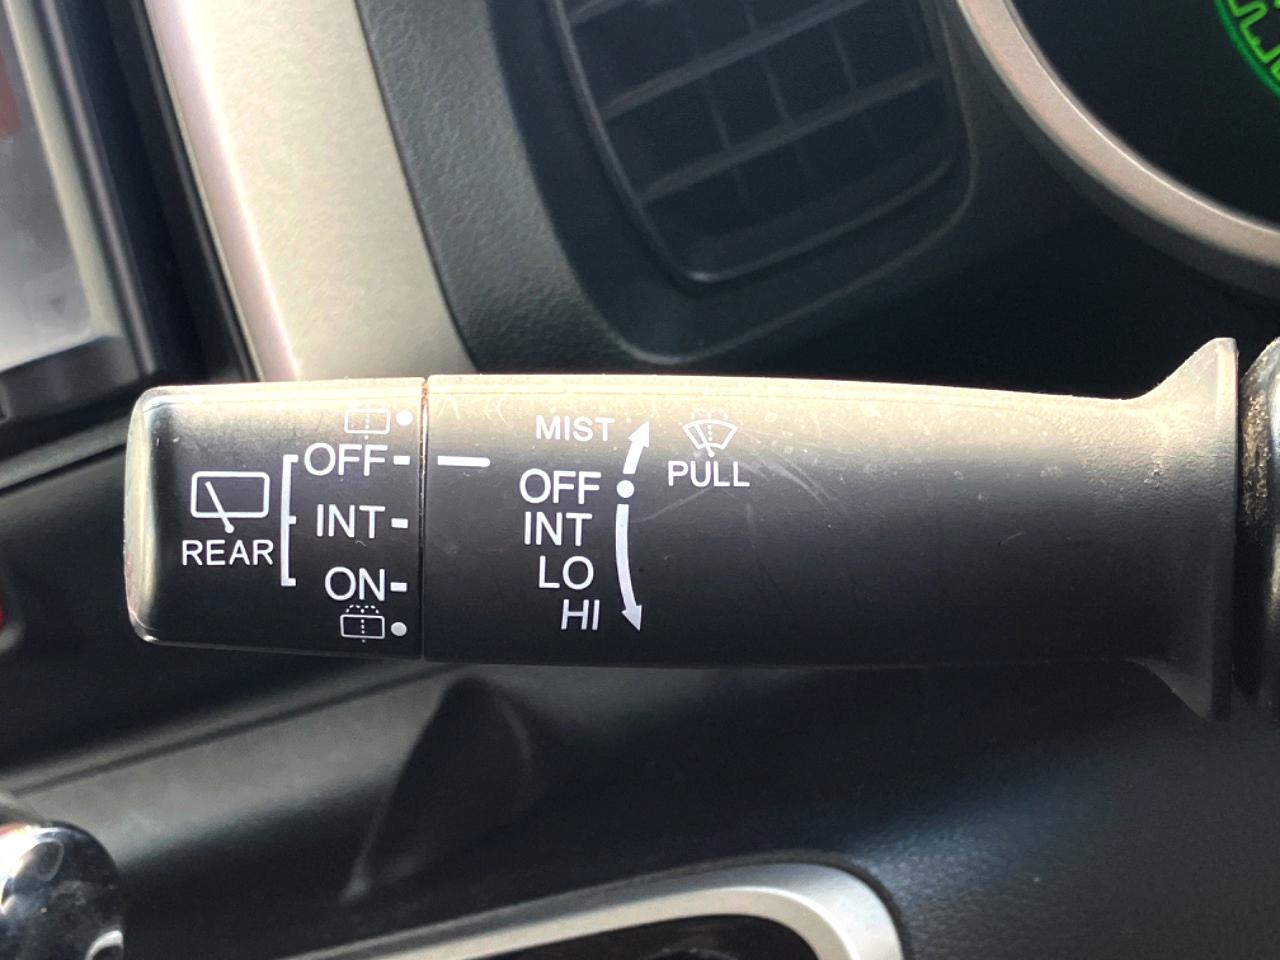 OFF
INT
ON
REAR
MIST
OFF
INT
LO
HI
PULL